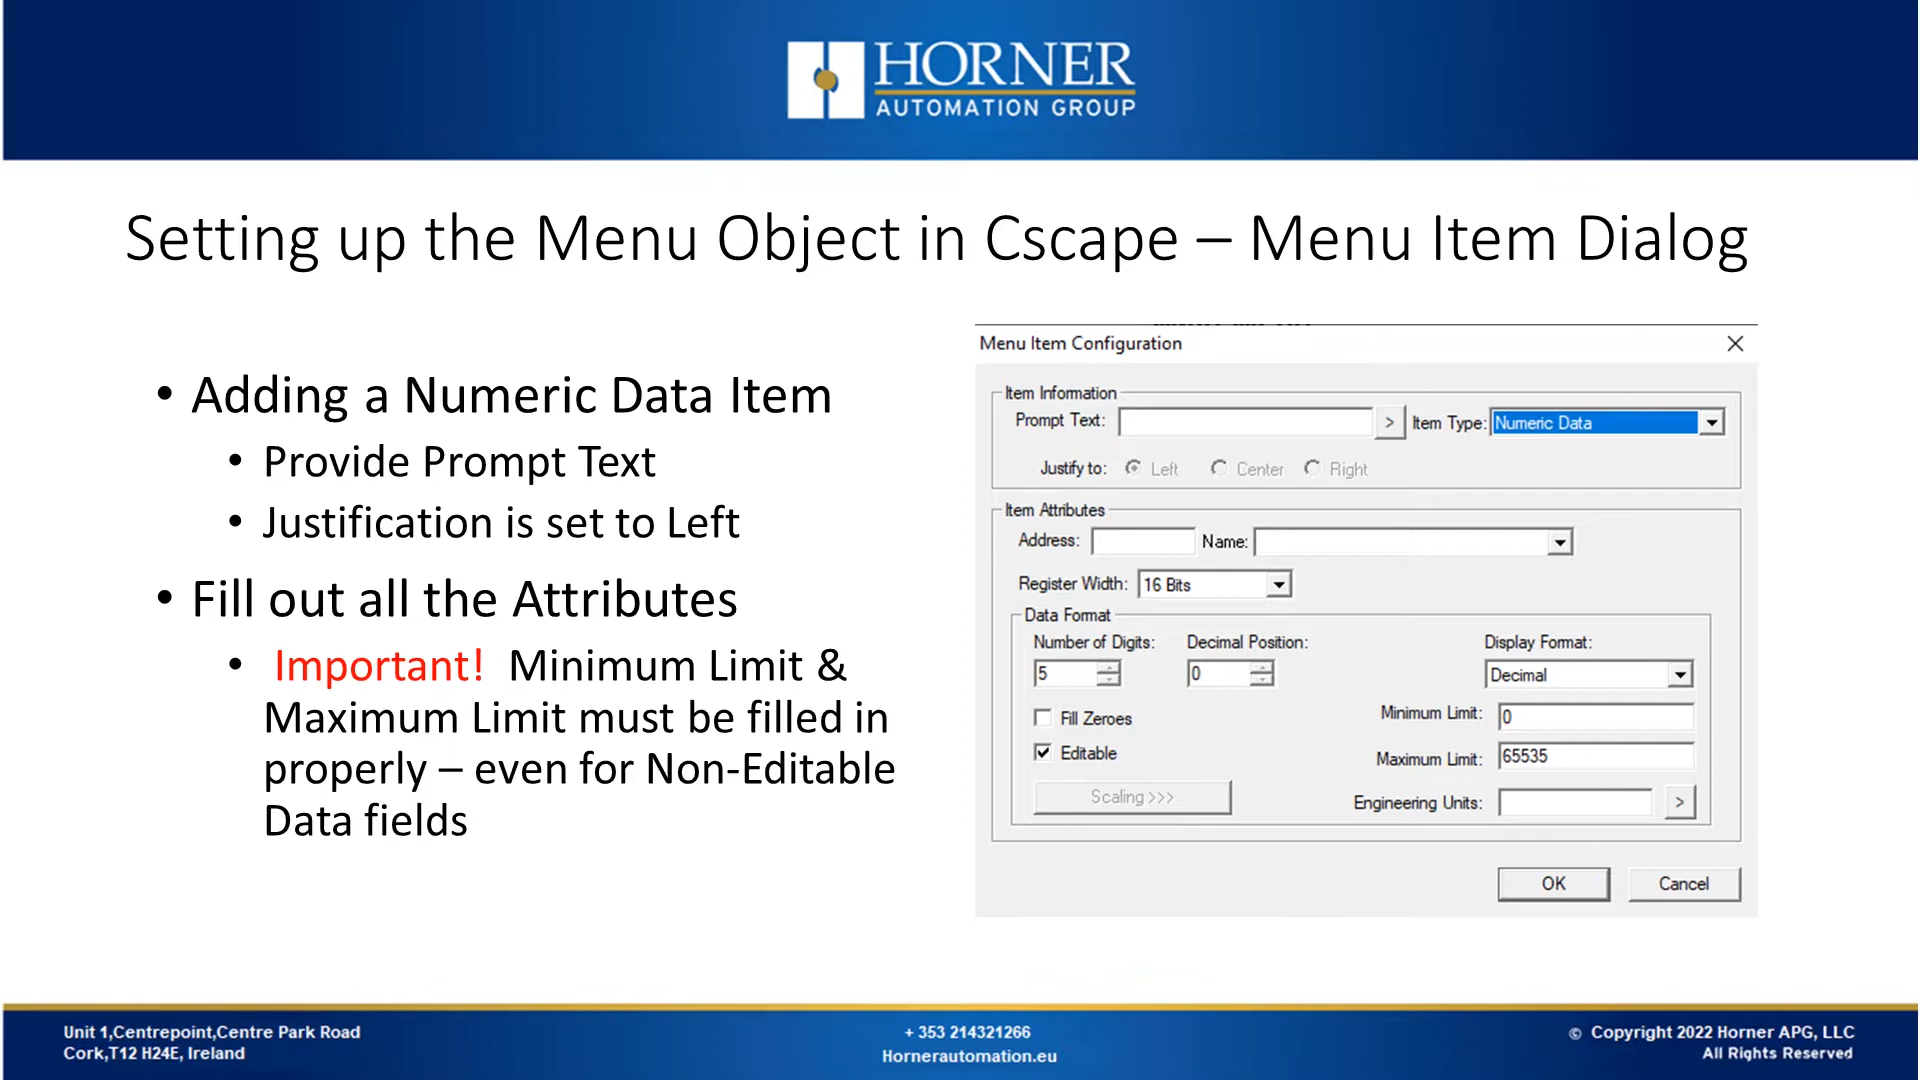 HORNER
AUTOMATION GROUP
Setting up the Menu Object in Cscape – Menu Item Dialog
• Adding a Numeric Data Item
• Provide Prompt Text
• Justification is set to Left
• Fill out all the Attributes
• Important! Minimum Limit &
Maximum Limit must be filled in
properly – even for Non-Editable
Data fields
Menu Item Configuration
Item Information
Prompt Text: > Item Type: Numeric Data
Justify to: Left Center Right
Item Attributes
Address: Name:
Register Width: 16 Bits
Data Format
Number of Digits: Decimal Position: Display Format:
5 0 Decimal
Fill Zeroes Minimum Limit: 0
Editable Maximum Limit: 65535
Scaling >>> Engineering Units: >
OK Cancel
Unit 1,Centrepoint,Centre Park Road
Cork,T12 H24E, Ireland
+ 353 214321266
Hornerautomation.eu
© Copyright 2022 Horner APG, LLC
All Rights Reserved